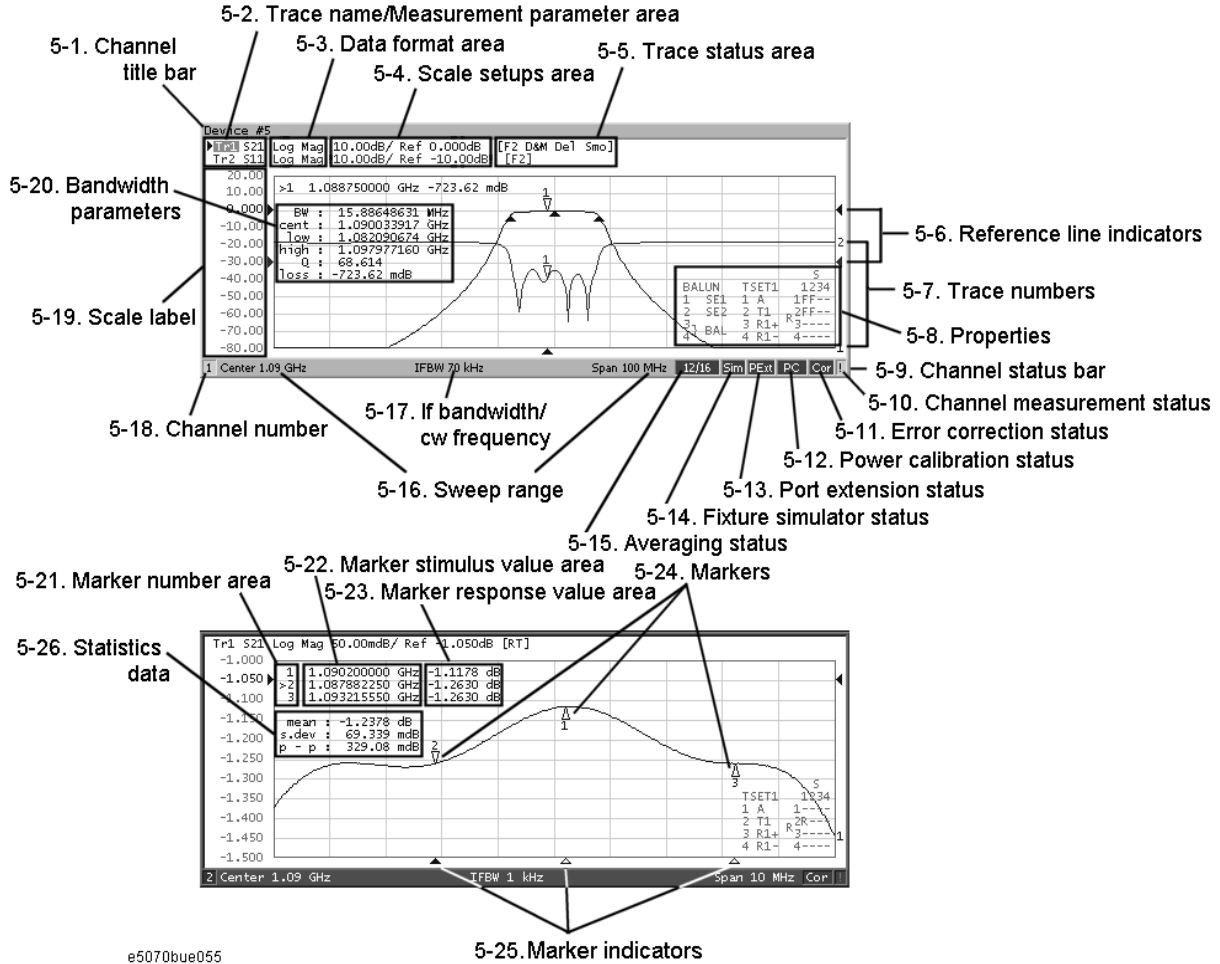 5-2. Trace name/Measurement parameter area
5-1. Channel title bar
5-3. Data format area
5-5. Trace status area
5-4. Scale setups area
Device #5
Tr1 S21 Log Mag 10.00dB/ Ref 0.000dB [F2 D&M Del Smo]
Tr2 S11 Log Mag 10.00dB/ Ref -10.00dB [F2]
5-20. Bandwidth parameters
20.00
10.00
0.000
-10.00
-20.00
-30.00
-40.00
-50.00
-60.00
-70.00
-80.00
>1 1.088750000 GHz -723.62 mdB
BW : 15.88648631 MHz
cent : 1.090033917 GHz
low : 1.082090674 GHz
high : 1.097977160 GHz
Q : 68.614
loss : -723.62 mdB
1
1
2
1
S
BALUN TSET1 1234
1 SE1 1 A 1FF--
2 SE2 2 T1 2FF--
3 BAL 3 R1+ R 3----
4 4 R1- 4----
5-6. Reference line indicators
5-7. Trace numbers
5-19. Scale label
5-8. Properties
1 Center 1.09 GHz IFBW 70 kHz Span 100 MHz 12/16 Sim PExt PC Cor !
5-9. Channel status bar
5-10. Channel measurement status
5-17. If bandwidth/ cw frequency
5-18. Channel number
5-11. Error correction status
5-12. Power calibration status
5-16. Sweep range
5-13. Port extension status
5-14. Fixture simulator status
5-15. Averaging status
5-22. Marker stimulus value area
5-24. Markers
5-21. Marker number area
5-23. Marker response value area
5-26. Statistics data
Tr1 S21 Log Mag 50.00mdB/ Ref -1.050dB [RT]
-1.000
-1.050
-1.100
-1.150
-1.200
-1.250
-1.300
-1.350
-1.400
-1.450
-1.500
1 1.090200000 GHz -1.1178 dB
>2 1.087882250 GHz -1.2630 dB
3 1.093215550 GHz -1.2630 dB
mean : -1.2378 dB
s.dev : 69.339 mdB
p - p : 329.08 mdB
2
1
3
S
TSET1 1234
1 A 1----
2 T1 2R---
3 R1+ R 3----
4 R1- 4----
1
2 Center 1.09 GHz IFBW 1 kHz Span 10 MHz Cor !
5-25. Marker indicators
e5070bue055